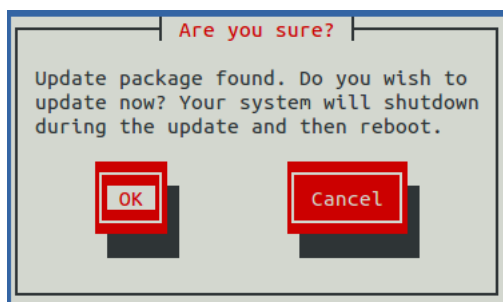 Are you sure?
Update package found. Do you wish to
update now? Your system will shutdown
during the update and then reboot.
OK
Cancel